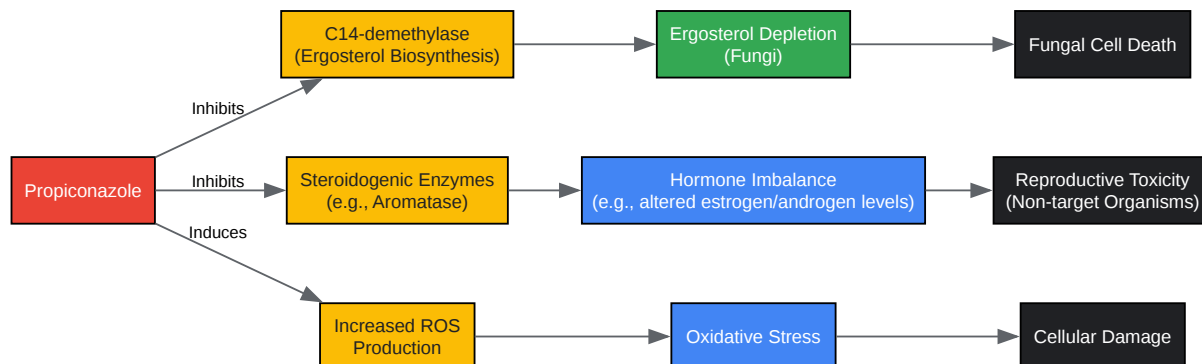 C14-demethylase
(Ergosterol Biosynthesis)
Ergosterol Depletion
(Fungi)
Fungal Cell Death
Inhibits
Propiconazole
Inhibits
Steroidogenic Enzymes
(e.g., Aromatase)
Hormone Imbalance
(e.g., altered estrogen/androgen levels)
Reproductive Toxicity
(Non-target Organisms)
Induces
Increased ROS
Production
Oxidative Stress
Cellular Damage